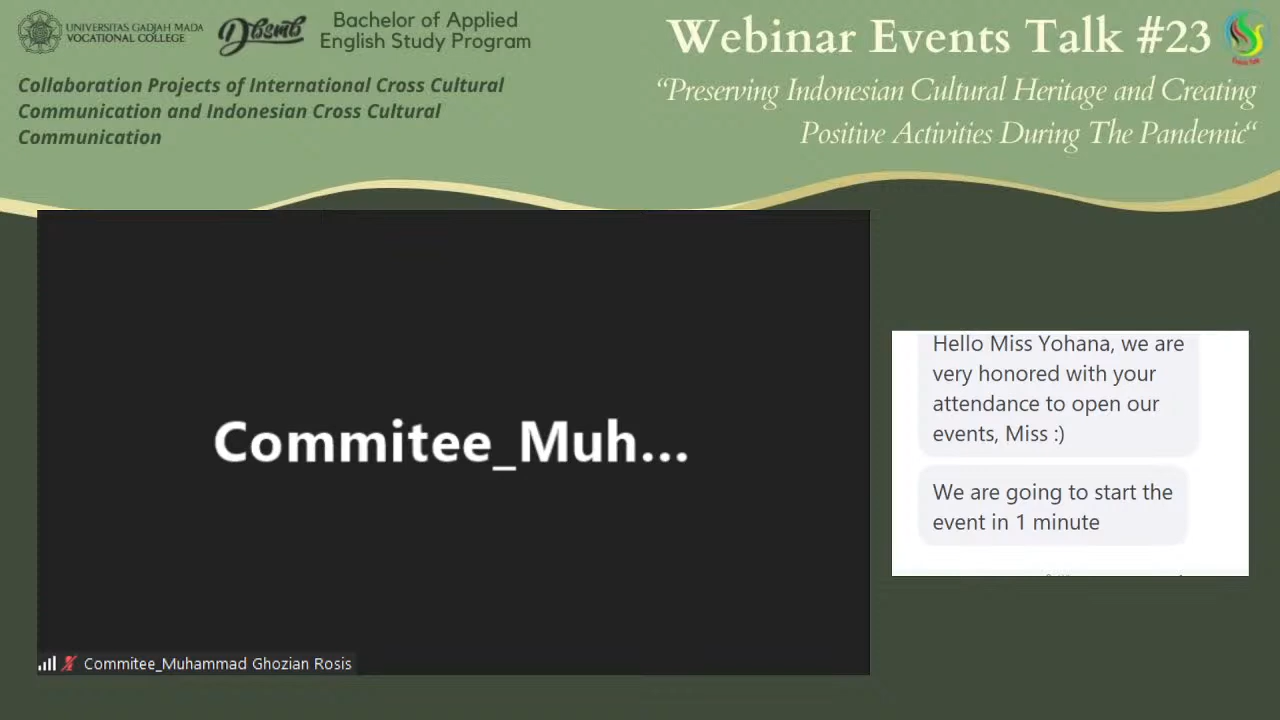 UNIVERSITAS GADJAH MADA
VOCATIONAL COLLEGE
Dbsmb
Bachelor of Applied
English Study Program
Collaboration Projects of International Cross Cultural
Communication and Indonesian Cross Cultural
Communication
Webinar Events Talk #23
“Preserving Indonesian Cultural Heritage and Creating
Positive Activities During The Pandemic“
Commitee_Muh...
Commitee_Muhammad Ghozian Rosis
Hello Miss Yohana, we are
very honored with your
attendance to open our
events, Miss :)
We are going to start the
event in 1 minute